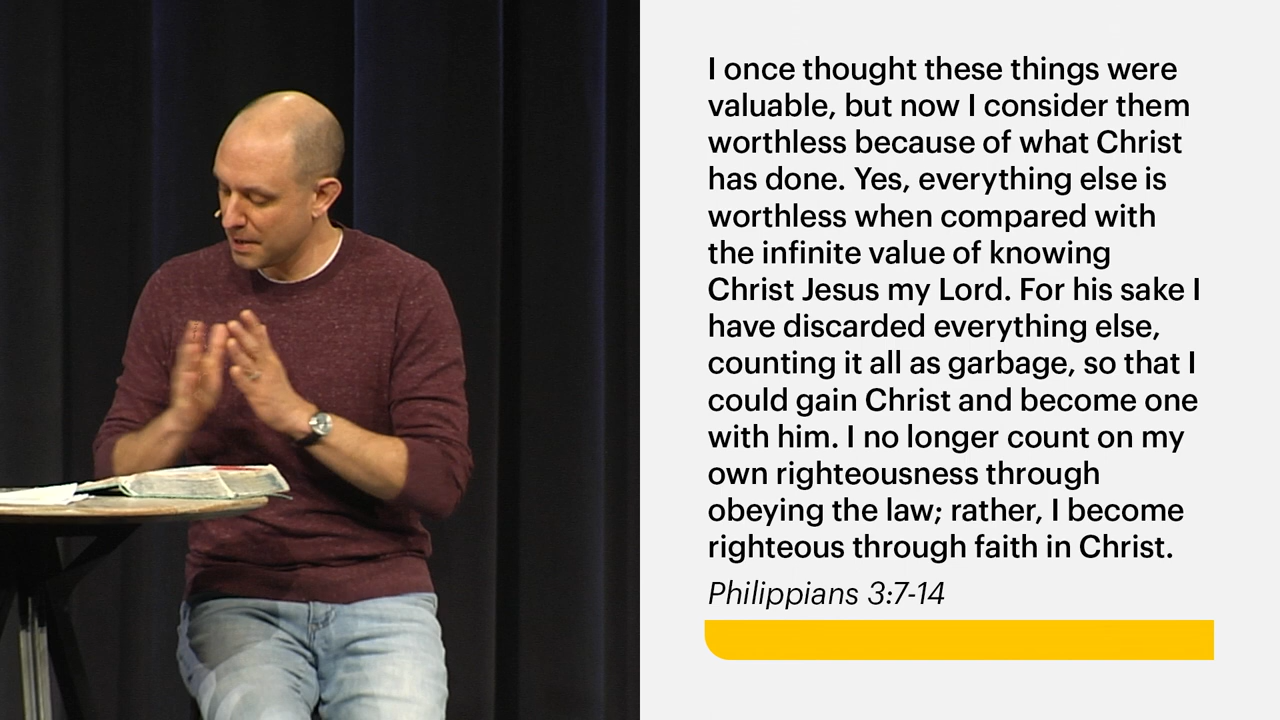 I once thought these things were
valuable, but now I consider them
worthless because of what Christ
has done. Yes, everything else is
worthless when compared with
the infinite value of knowing
Christ Jesus my Lord. For his sake I
have discarded everything else,
counting it all as garbage, so that I
could gain Christ and become one
with him. I no longer count on my
own righteousness through
obeying the law; rather, I become
righteous through faith in Christ.
Philippians 3:7-14